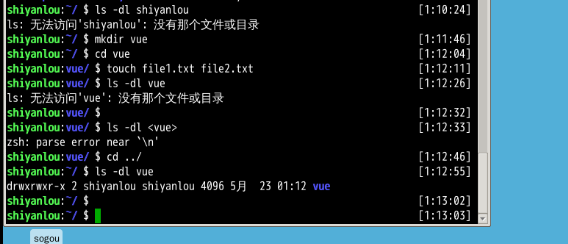 shiyanlou:~/ $ ls -dl shiyanlou [1:10:24]
ls: 无法访问'shiyanlou': 没有那个文件或目录
shiyanlou:~/ $ mkdir vue [1:11:46]
shiyanlou:~/ $ cd vue [1:12:04]
shiyanlou:vue/ $ touch file1.txt file2.txt [1:12:11]
shiyanlou:vue/ $ ls -dl vue [1:12:26]
ls: 无法访问'vue': 没有那个文件或目录
shiyanlou:vue/ $ [1:12:32]
shiyanlou:vue/ $ ls -dl <vue> [1:12:33]
zsh: parse error near `\n'
shiyanlou:vue/ $ cd ../ [1:12:46]
shiyanlou:~/ $ ls -dl vue [1:12:55]
drwxrwxr-x 2 shiyanlou shiyanlou 4096 5月 23 01:12 vue
shiyanlou:~/ $ [1:13:02]
shiyanlou:~/ $ [1:13:03]
sogou